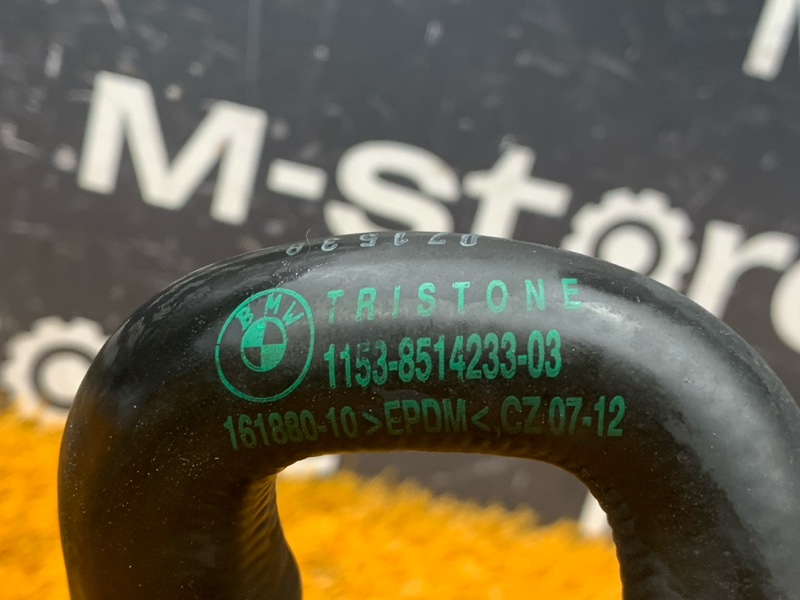 M-store
BMW
TRISTONE
1153-8514233-03
161880-10 >EPDM<, CZ 07-12